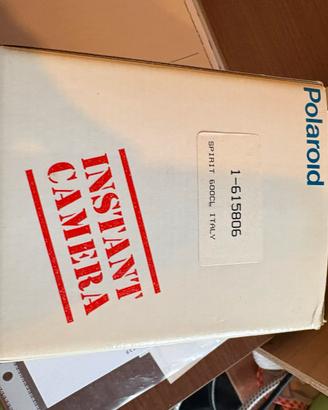 Polaroid
1-615806
SPIRIT 600CL ITALY
INSTANT
CAMERA